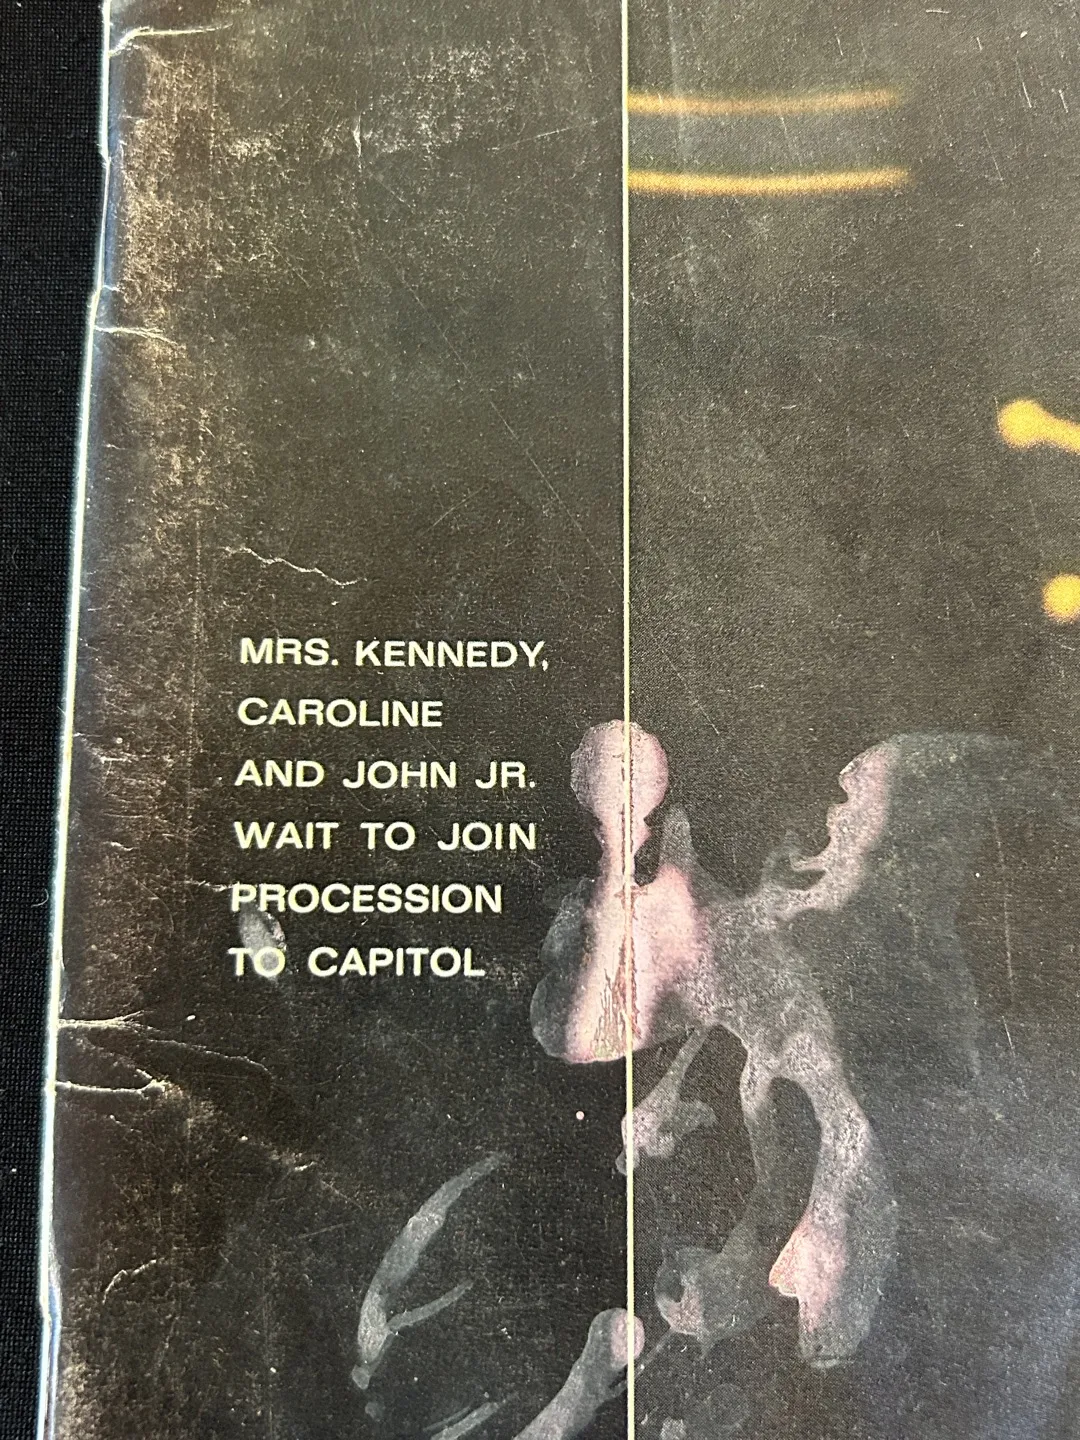 MRS. KENNEDY,
CAROLINE
AND JOHN JR.
WAIT TO JOIN
PROCESSION
TO CAPITOL